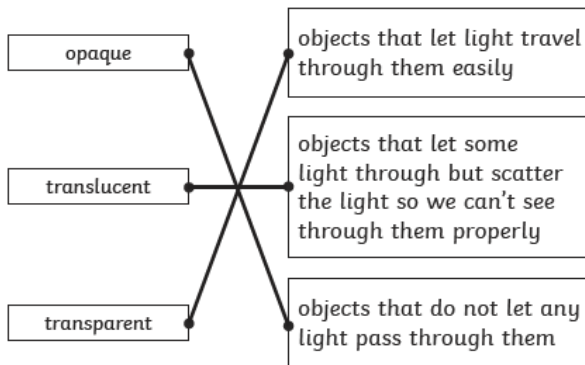 opaque
objects that let light travel
through them easily
translucent
objects that let some
light through but scatter
the light so we can't see
through them properly
transparent
objects that do not let any
light pass through them